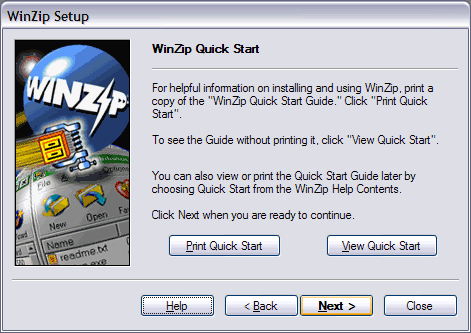 WinZip Setup
WINZIP
File
Actions
New
Open
Name
readme.txt
.exe
WinZip Quick Start
For helpful information on installing and using WinZip, print a
copy of the "WinZip Quick Start Guide." Click "Print Quick
Start".
To see the Guide without printing it, click "View Quick Start".
You can also view or print the Quick Start Guide later by
choosing Quick Start from the WinZip Help Contents.
Click Next when you are ready to continue.
Print Quick Start
View Quick Start
Help
< Back
Next >
Close